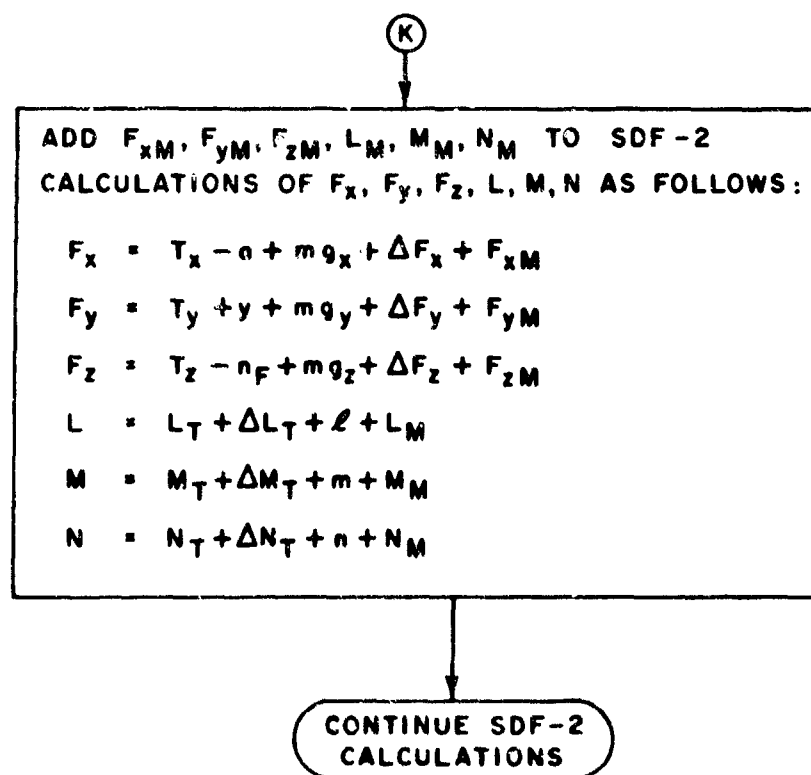 K
ADD F_xM, F_yM, F_zM, L_M, M_M, N_M TO SDF-2
CALCULATIONS OF F_x, F_y, F_z, L, M, N AS FOLLOWS:
F_x = T_x - a + mg_x + ΔF_x + F_xM
F_y = T_y + y + mg_y + ΔF_y + F_yM
F_z = T_z - n_F + mg_z + ΔF_z + F_zM
L = L_T + ΔL_T + ℓ + L_M
M = M_T + ΔM_T + m + M_M
N = N_T + ΔN_T + n + N_M
CONTINUE SDF-2
CALCULATIONS